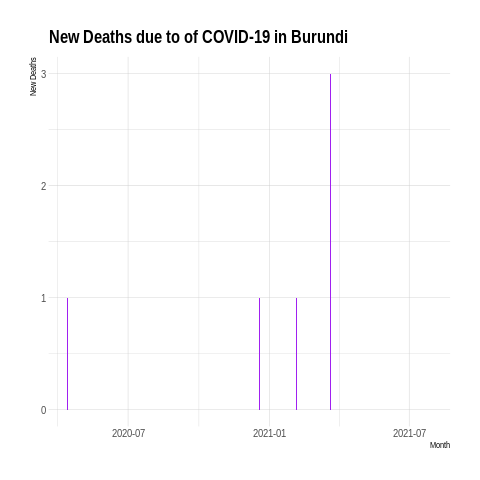 New Deaths due to of COVID-19 in Burundi
New Deaths
3
2
1
0
2020-07
2021-01
2021-07
Month